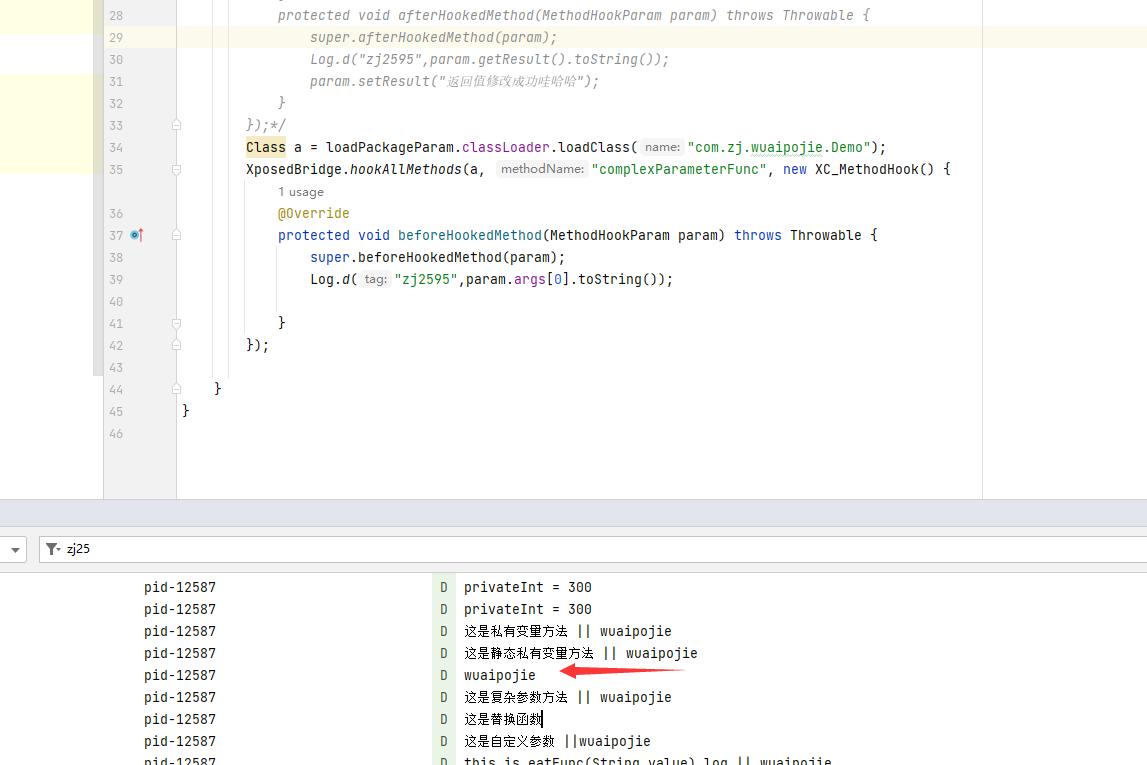 28 protected void afterHookedMethod(MethodHookParam param) throws Throwable {
29 super.afterHookedMethod(param);
30 Log.d("zj2595",param.getResult().toString());
31 param.setResult("返回值修改成功哇哈哈");
32 }
33 });*/
34 Class a = loadPackageParam.classLoader.loadClass( name: "com.zj.wuaipojie.Demo");
35 XposedBridge.hookAllMethods(a, methodName: "complexParameterFunc", new XC_MethodHook() {
1 usage
36 @Override
37 protected void beforeHookedMethod(MethodHookParam param) throws Throwable {
38 super.beforeHookedMethod(param);
39 Log.d( tag: "zj2595",param.args[0].toString());
40
41 }
42 });
43
44 }
45 }
46
zj25
pid-12587 D privateInt = 300
pid-12587 D privateInt = 300
pid-12587 D 这是私有变量方法 || wuaipojie
pid-12587 D 这是静态私有变量方法 || wuaipojie
pid-12587 D wuaipojie
pid-12587 D 这是复杂参数方法 || wuaipojie
pid-12587 D 这是替换函数
pid-12587 D 这是自定义参数 ||wuaipojie
pid-12587 D this is eatFunc(String value) log || wuaipojie